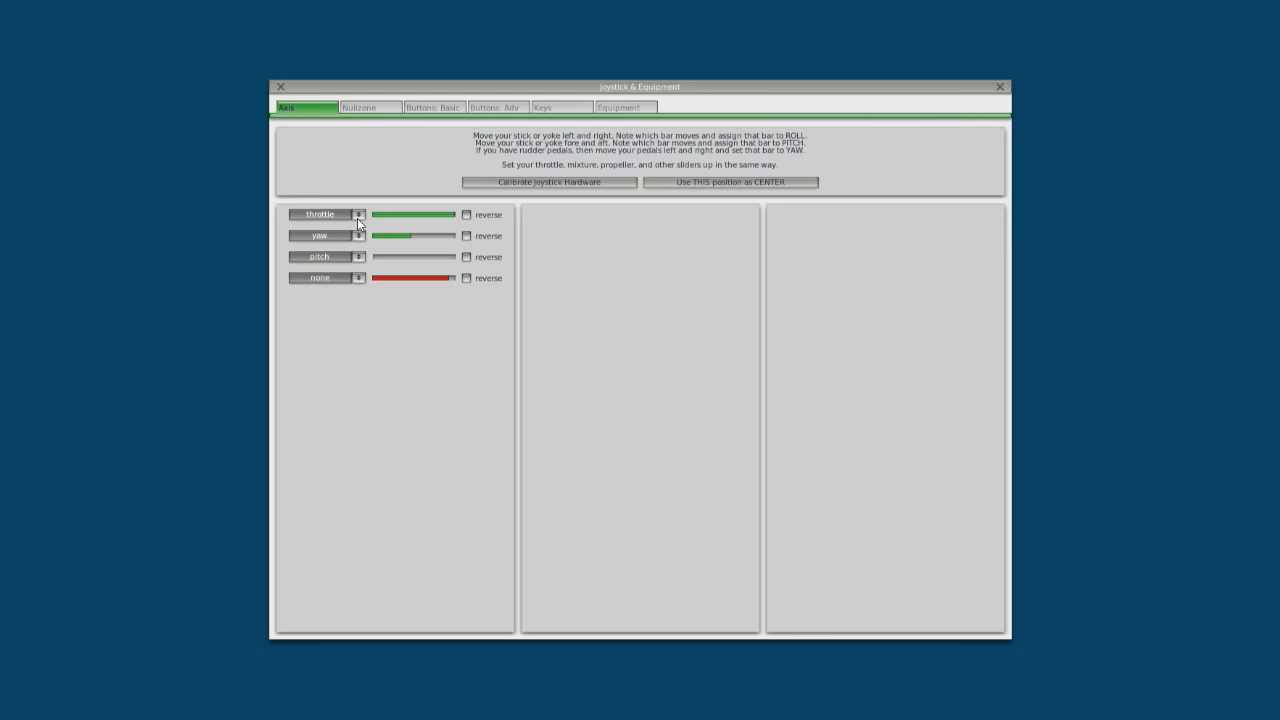 Joystick & Equipment
Axis
Nullzone
Buttons: Basic
Buttons: Adv
Keys
Equipment
Move your stick or yoke left and right. Note which bar moves and assign that bar to ROLL.
Move your stick or yoke fore and aft. Note which bar moves and assign that bar to PITCH.
If you have rudder pedals, then move your pedals left and right and set that bar to YAW.
Set your throttle, mixture, propeller, and other sliders up in the same way.
Calibrate Joystick Hardware
Use THIS position as CENTER
throttle reverse
yaw reverse
pitch reverse
none reverse